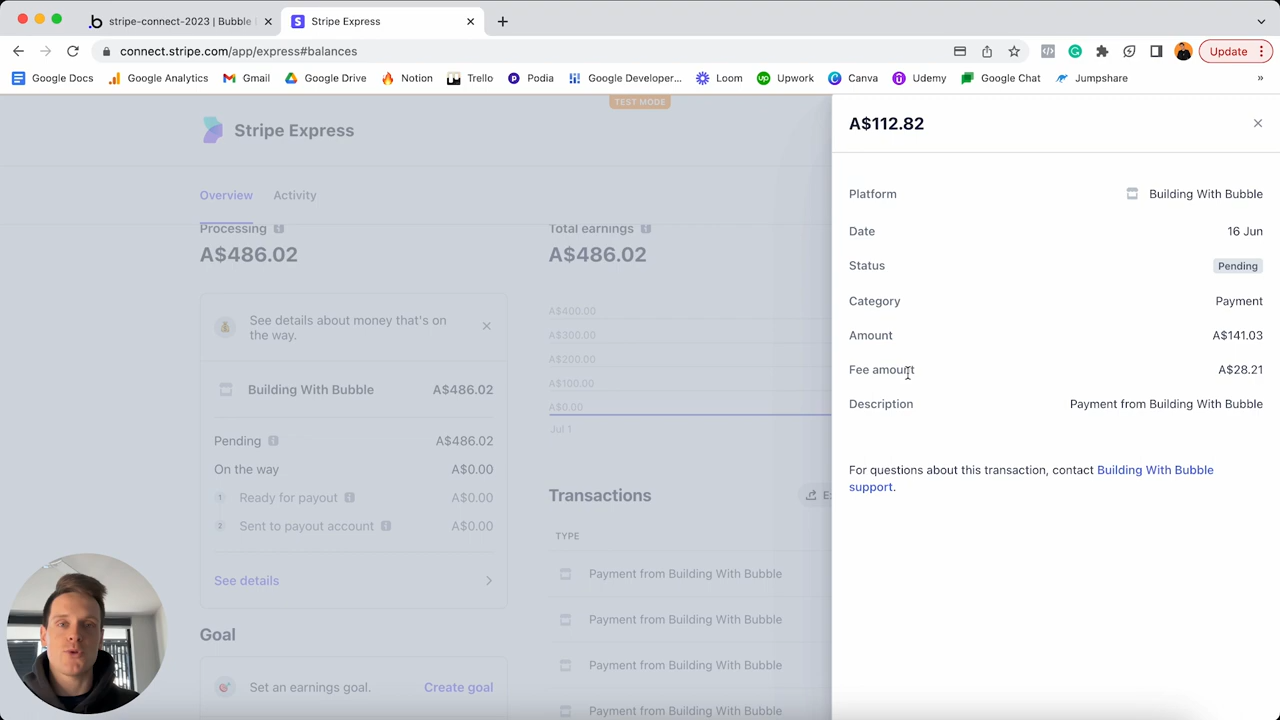 stripe-connect-2023 | Bubble
Stripe Express
connect.stripe.com/app/express#balances
Update
Google Docs
Google Analytics
Gmail
Google Drive
Notion
Trello
Podia
Google Developer...
Loom
Upwork
Canva
Udemy
Google Chat
Jumpshare
»
TEST MODE
Stripe Express
Overview
Activity
Processing
A$486.02
See details about money that's on
the way.
Building With Bubble A$486.02
Pending A$486.02
On the way A$0.00
1 Ready for payout A$0.00
2 Sent to payout account A$0.00
See details
Goal
Set an earnings goal. Create goal
Total earnings
A$486.02
A$400.00
A$300.00
A$200.00
A$100.00
A$0.00
Jul 1
Transactions
TYPE
Payment from Building With Bubble
Payment from Building With Bubble
Payment from Building With Bubble
Payment from Building With Bubble
A$112.82
Platform Building With Bubble
Date 16 Jun
Status Pending
Category Payment
Amount A$141.03
Fee amount A$28.21
Description Payment from Building With Bubble
For questions about this transaction, contact Building With Bubble
support.